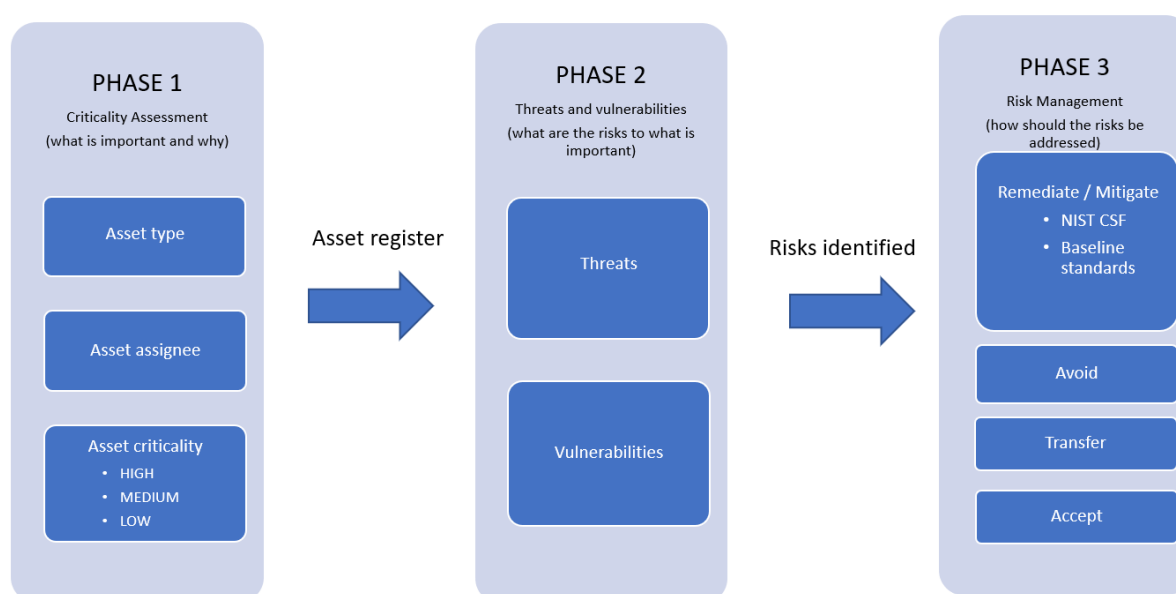 PHASE 1
Criticality Assessment
(what is important and why)
Asset type
Asset assignee
Asset criticality
• HIGH
• MEDIUM
• LOW
Asset register
PHASE 2
Threats and vulnerabilities
(what are the risks to what is
important)
Threats
Vulnerabilities
Risks identified
PHASE 3
Risk Management
(how should the risks be
addressed)
Remediate / Mitigate
• NIST CSF
• Baseline
standards
Avoid
Transfer
Accept